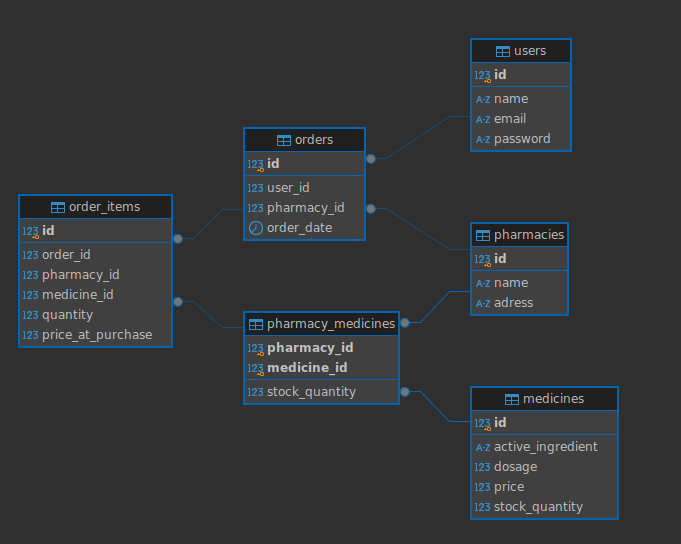 users
123 id
A-Z name
A-Z email
A-Z password
orders
123 id
123 user_id
123 pharmacy_id
order_date
order_items
123 id
123 order_id
123 pharmacy_id
123 medicine_id
123 quantity
123 price_at_purchase
pharmacies
123 id
A-Z name
A-Z adress
pharmacy_medicines
123 pharmacy_id
123 medicine_id
123 stock_quantity
medicines
123 id
A-Z active_ingredient
123 dosage
123 price
123 stock_quantity